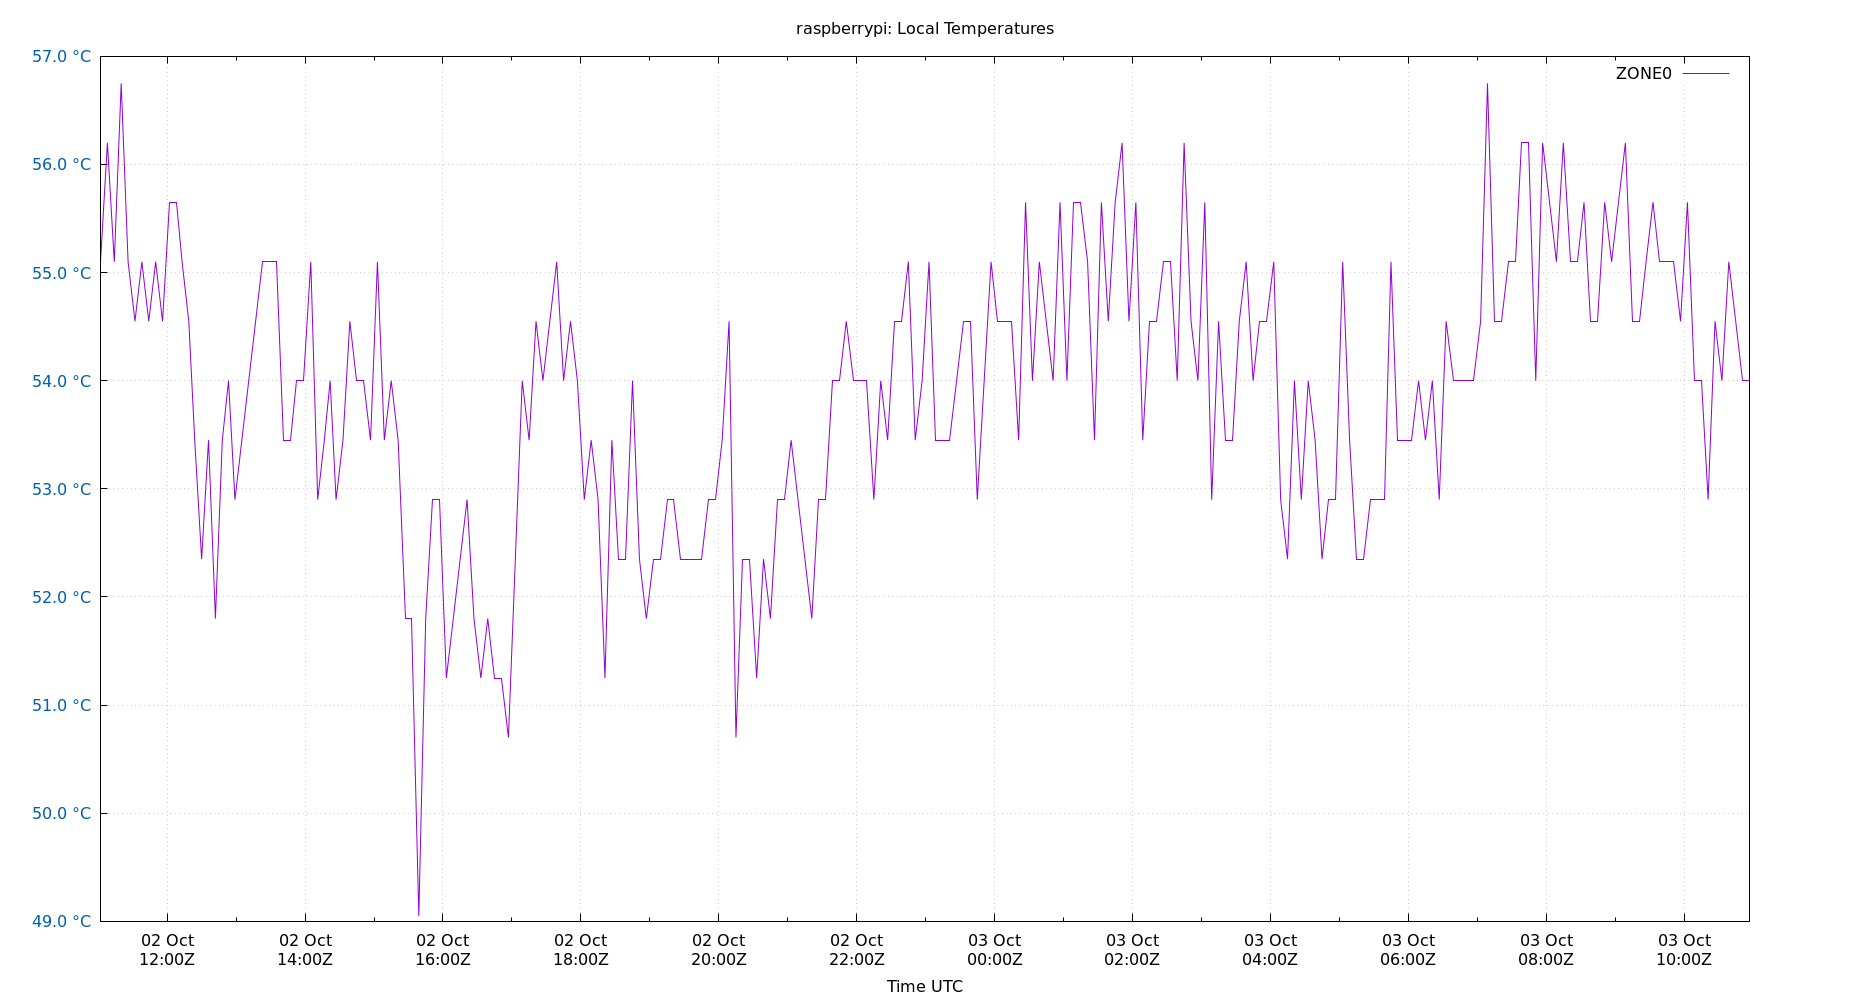 raspberrypi: Local Temperatures
57.0 °C
ZONE0
56.0 °C
55.0 °C
54.0 °C
53.0 °C
52.0 °C
51.0 °C
50.0 °C
49.0 °C
02 Oct 02 Oct 02 Oct 02 Oct 02 Oct 02 Oct 03 Oct 03 Oct 03 Oct 03 Oct 03 Oct 03 Oct
12:00Z 14:00Z 16:00Z 18:00Z 20:00Z 22:00Z 00:00Z 02:00Z 04:00Z 06:00Z 08:00Z 10:00Z
Time UTC